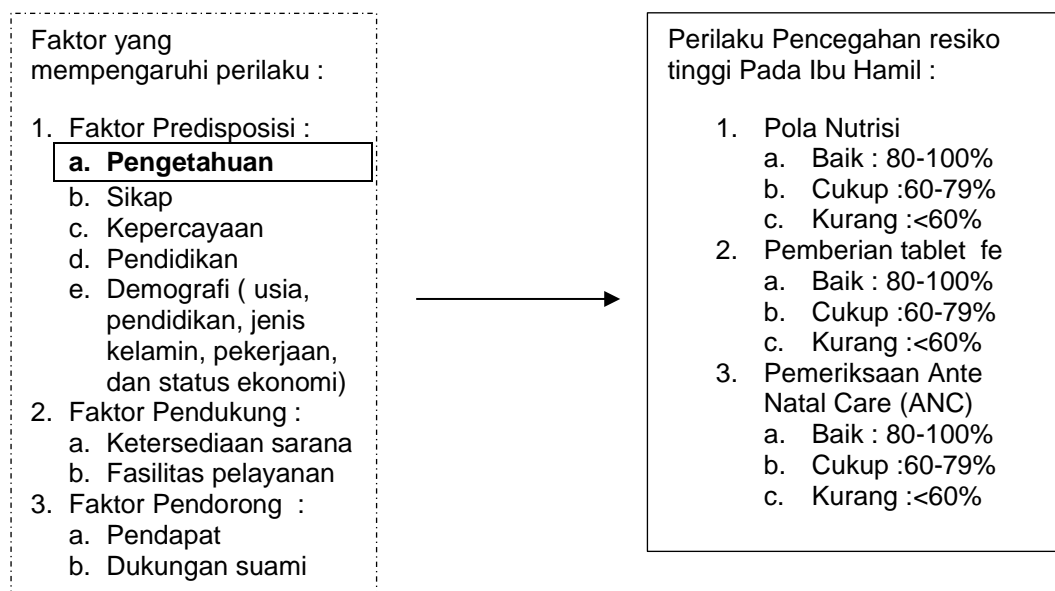 Faktor yang
mempengaruhi perilaku :
1. Faktor Predisposisi :
a. Pengetahuan
b. Sikap
c. Kepercayaan
d. Pendidikan
e. Demografi ( usia,
pendidikan, jenis
kelamin, pekerjaan,
dan status ekonomi)
2. Faktor Pendukung :
a. Ketersediaan sarana
b. Fasilitas pelayanan
3. Faktor Pendorong :
a. Pendapat
b. Dukungan suami
Perilaku Pencegahan resiko
tinggi Pada Ibu Hamil :
1. Pola Nutrisi
a. Baik : 80-100%
b. Cukup :60-79%
c. Kurang :<60%
2. Pemberian tablet fe
a. Baik : 80-100%
b. Cukup :60-79%
c. Kurang :<60%
3. Pemeriksaan Ante
Natal Care (ANC)
a. Baik : 80-100%
b. Cukup :60-79%
c. Kurang :<60%